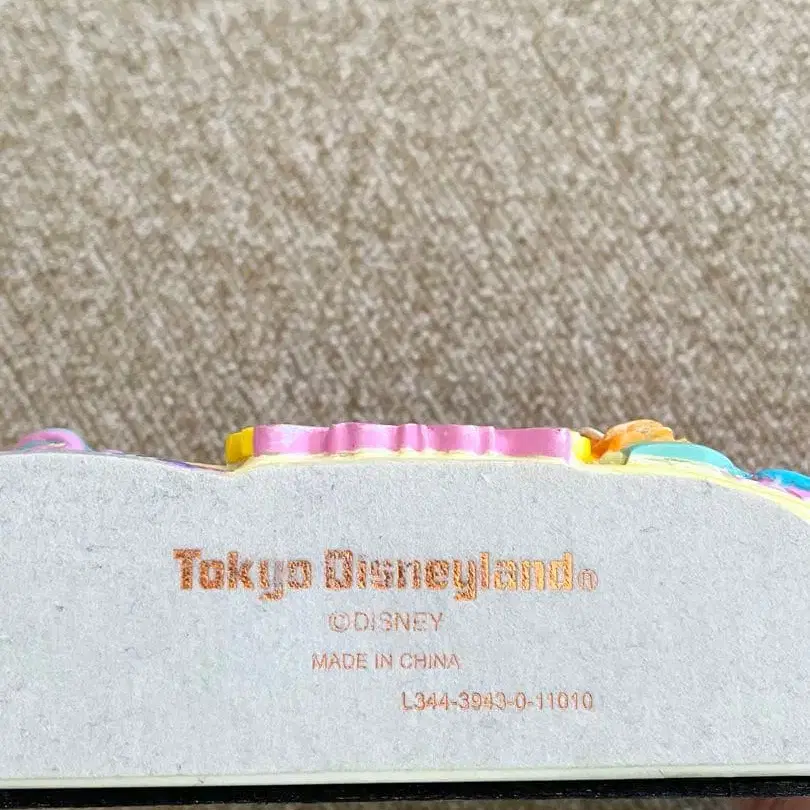 Tokyo Disneyland®
©DISNEY
MADE IN CHINA
L344-3943-0-11010